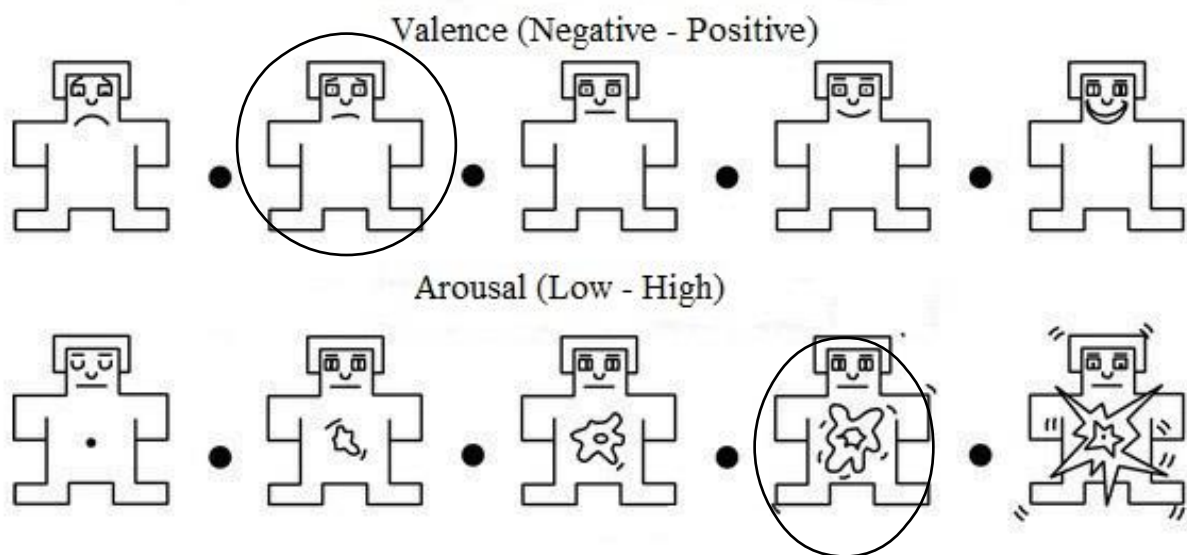 Valence (Negative - Positive)
Arousal (Low - High)